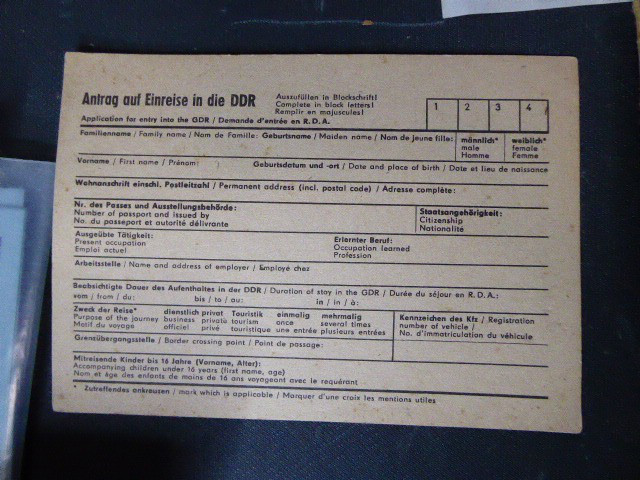 Antrag auf Einreise in die DDR
Auszufüllen in Blockschrift!
Complete in block letters!
Remplir en majuscules!
1 2 3 4
Application for entry into the GDR / Demande d'entrée en R.D.A.
Familienname / Family name / Nom de Famille: Geburtsname / Maiden name / Nom de jeune fille:
männlich* weiblich*
male female
Homme Femme
Vorname / First name / Prénom: Geburtsdatum und -ort / Date and place of birth / Date et lieu de naissance
Wohnanschrift einschl. Postleitzahl / Permanent address (incl. postal code) / Adresse complète:
Nr. des Passes und Ausstellungsbehörde:
Number of passport and issued by
No. du passeport et autorité délivrante
Staatsangehörigkeit:
Citizenship
Nationalité
Ausgeübte Tätigkeit:
Present occupation
Emploi actuel
Erlernter Beruf:
Occupation learned
Profession
Arbeitsstelle / Name and address of employer / Employé chez
Beabsichtigte Dauer des Aufenthaltes in der DDR / Duration of stay in the GDR / Durée du séjour en R.D.A.:
vom / from / du: bis / to / au: in / in / à:
Zweck der Reise* dienstlich privat Touristik einmalig mehrmalig
Purpose of the journey business private tourism once several times
Motif du voyage officiel privé touristique une entrée plusieurs entrées
Kennzeichen des Kfz / Registration
number of vehicle /
No. d'immatriculation du véhicule
Grenzübergangsstelle / Border crossing point / Point de passage:
Mitreisende Kinder bis 16 Jahre (Vorname, Alter):
Accompanying children under 16 years (first name, age)
Nom et âge des enfants de moins de 16 ans voyageant avec le requérant
* Zutreffendes ankreuzen / mark which is applicable / Marquer d'une croix les mentions utiles